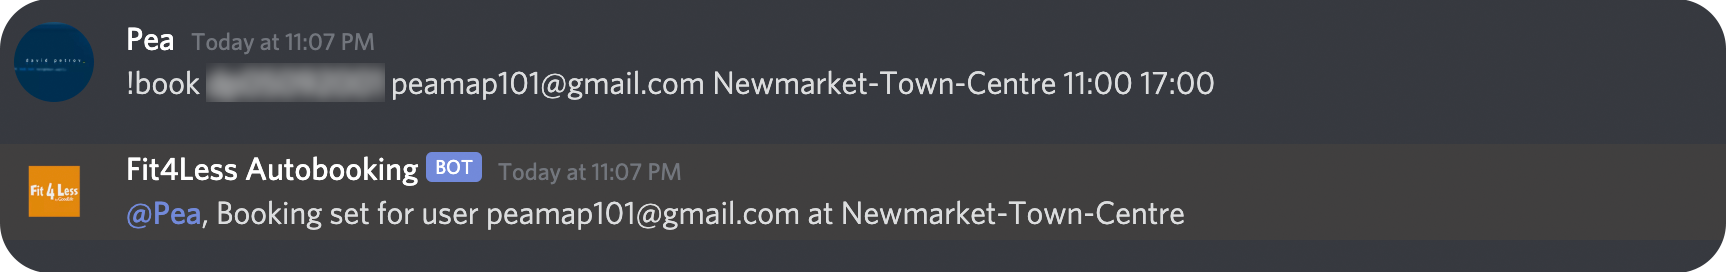 david petrov_
Pea Today at 11:07 PM
!book peamap101@gmail.com Newmarket-Town-Centre 11:00 17:00
Fit4Less Autobooking BOT Today at 11:07 PM
Fit 4 Less
@Pea, Booking set for user peamap101@gmail.com at Newmarket-Town-Centre